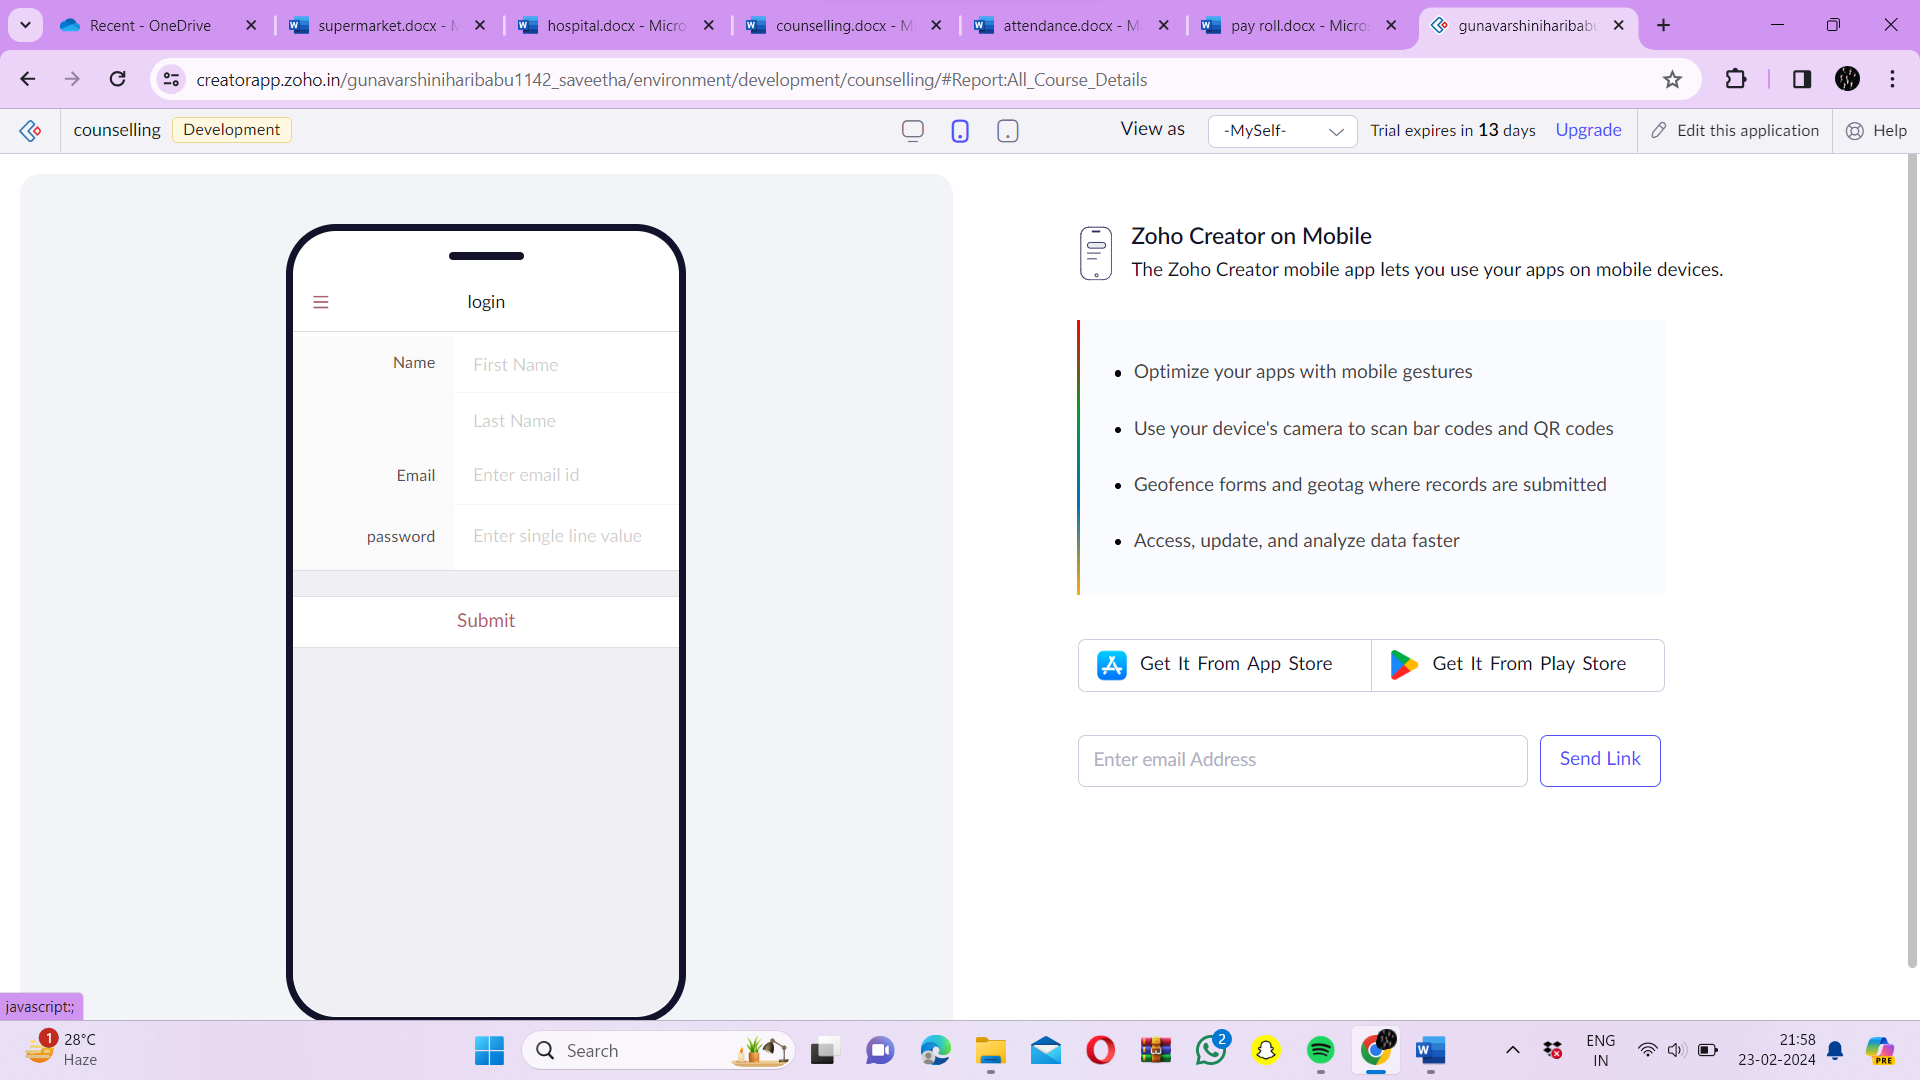 Recent - OneDrive
supermarket.docx - M
hospital.docx - Micro
counselling.docx - M
attendance.docx - Mi
pay roll.docx - Micro
gunavarshiniharibabu
creatorapp.zoho.in/gunavarshiniharibabu1142_saveetha/environment/development/counselling/#Report:All_Course_Details
counselling
Development
View as
-MySelf-
Trial expires in 13 days
Upgrade
Edit this application
Help
login
Name
First Name
Last Name
Email
Enter email id
password
Enter single line value
Submit
Zoho Creator on Mobile
The Zoho Creator mobile app lets you use your apps on mobile devices.
Optimize your apps with mobile gestures
Use your device's camera to scan bar codes and QR codes
Geofence forms and geotag where records are submitted
Access, update, and analyze data faster
Get It From App Store
Get It From Play Store
Enter email Address
Send Link
javascript:;
1
28°C
Haze
Search
2
ENG
IN
21:58
23-02-2024
PRE